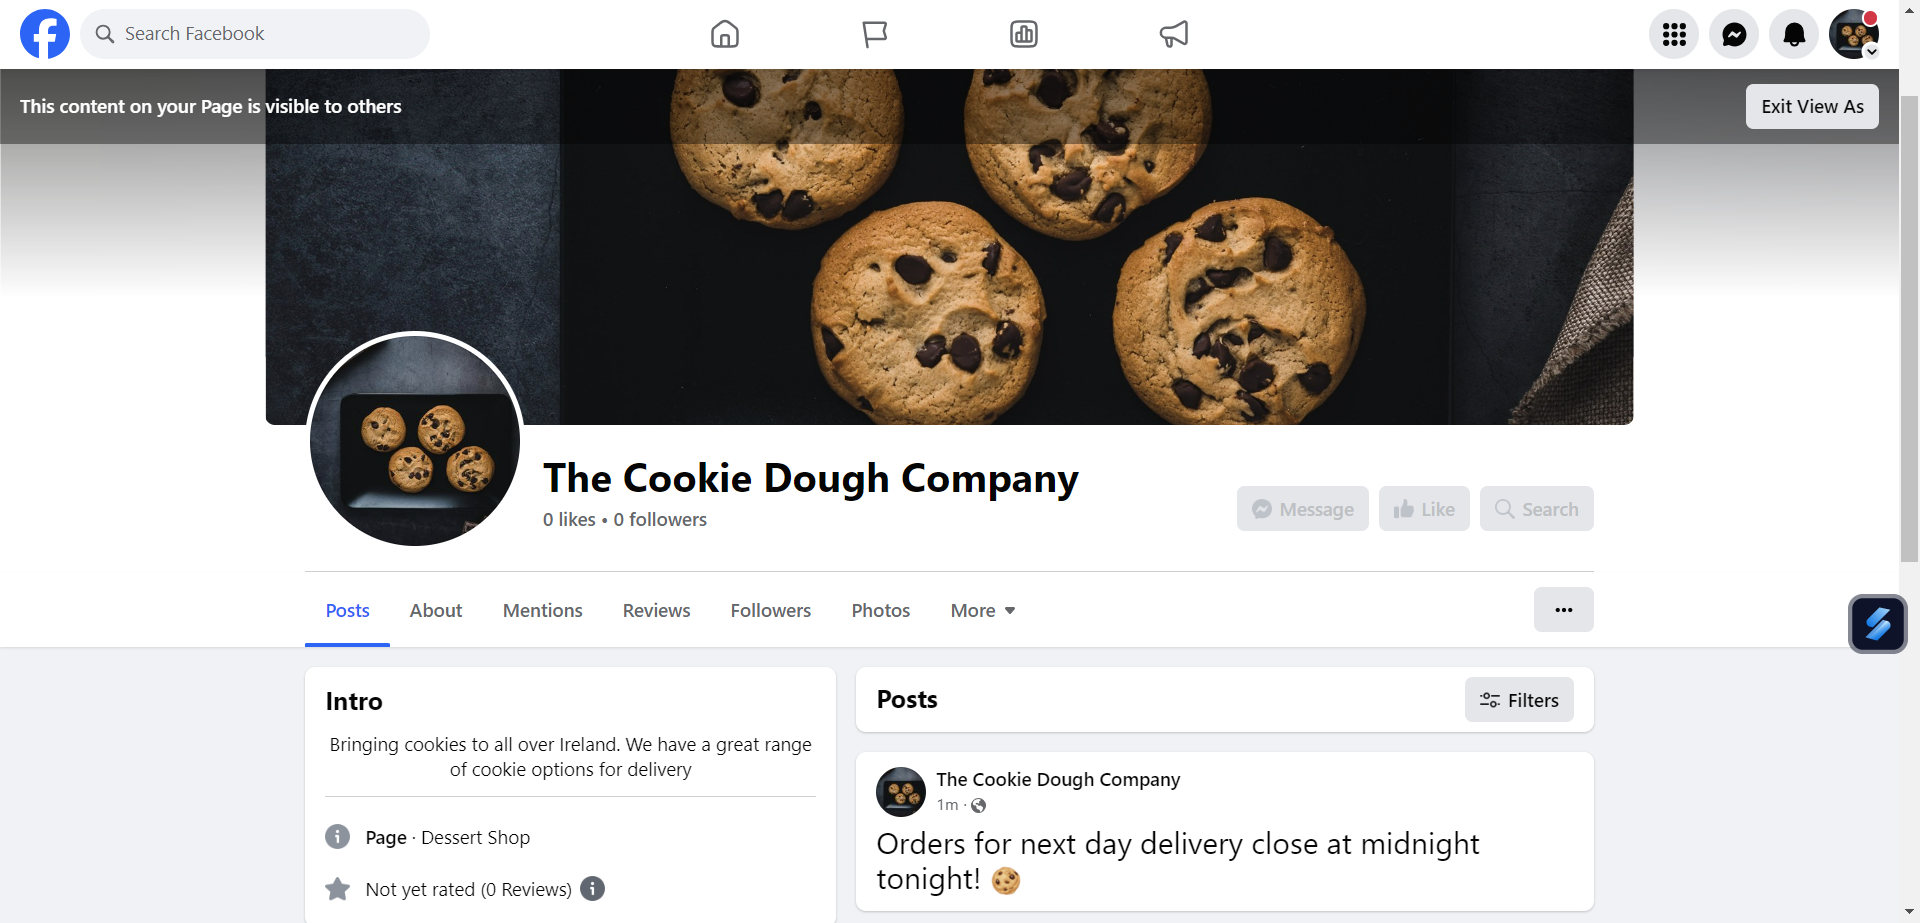 Search Facebook
This content on your Page is visible to others
Exit View As
The Cookie Dough Company
0 likes • 0 followers
Message
Like
Search
Posts
About
Mentions
Reviews
Followers
Photos
More
Intro
Bringing cookies to all over Ireland. We have a great range
of cookie options for delivery
Page · Dessert Shop
Not yet rated (0 Reviews)
Posts
Filters
The Cookie Dough Company
1m ·
Orders for next day delivery close at midnight
tonight! 🍪